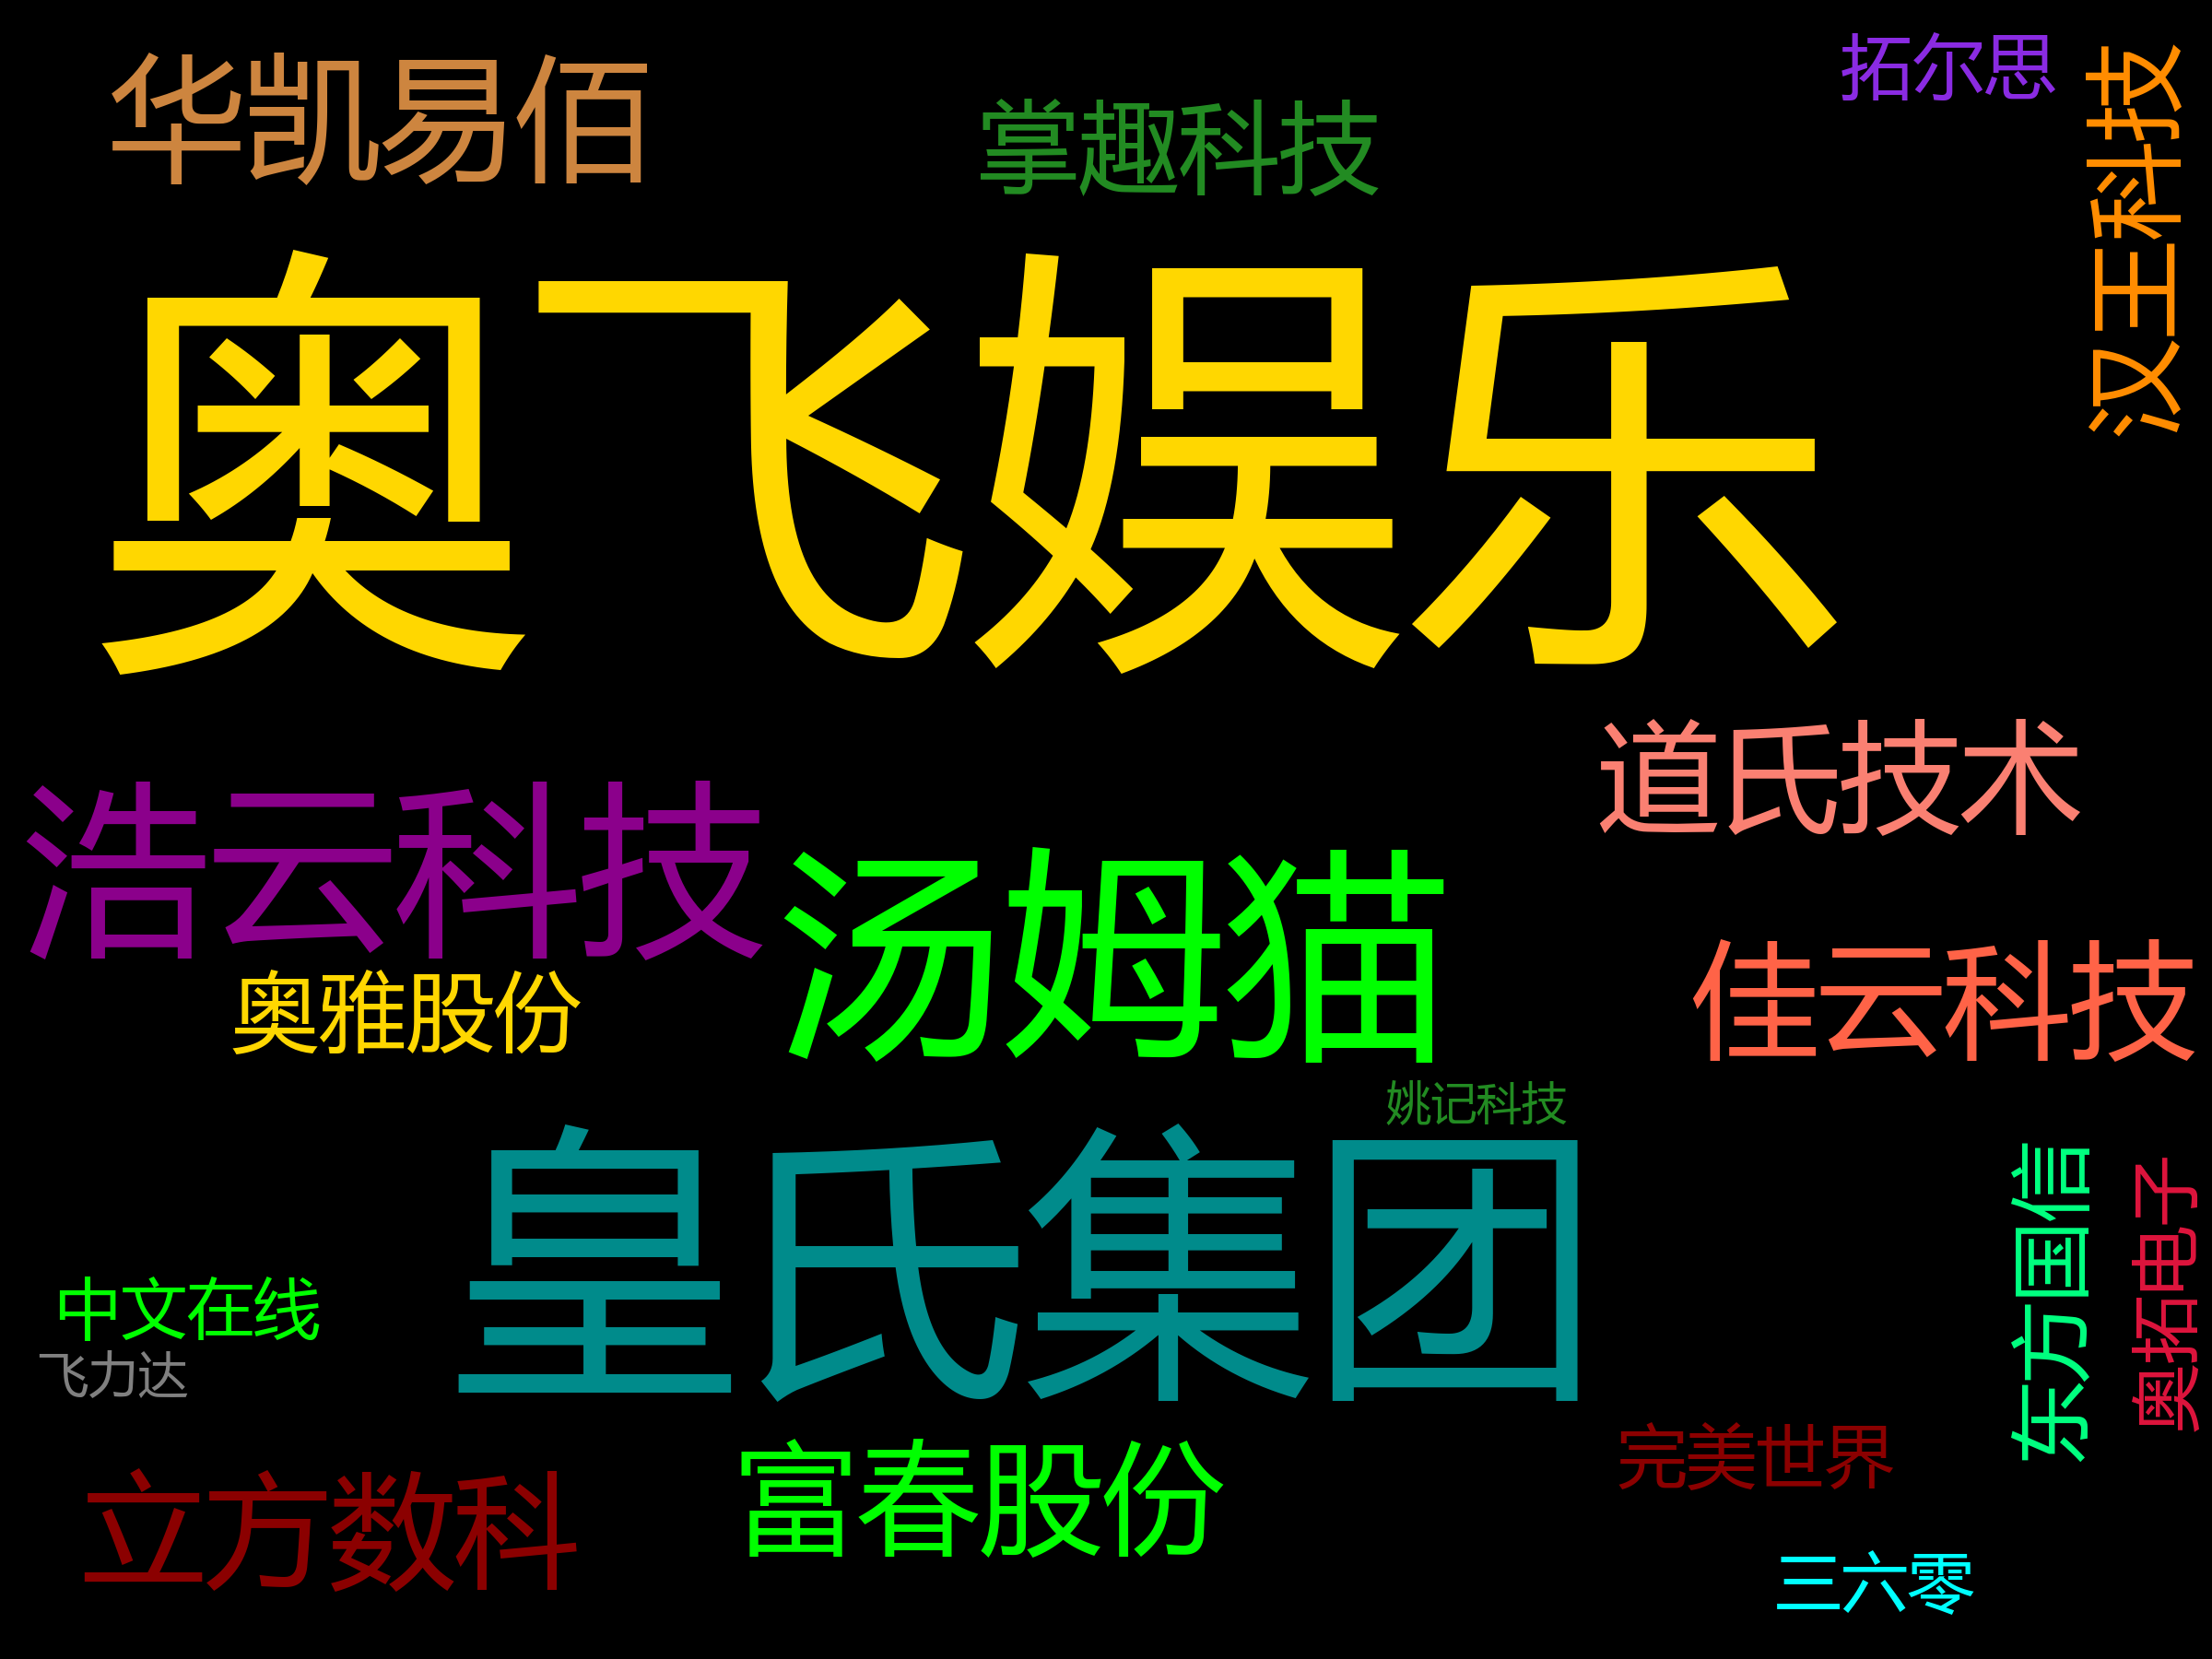 华凯易佰
掌趣科技
拓尔思
汉王科技
奥飞娱乐
道氏技术
浩云科技
汤姆猫
佳云科技
奥雅股份
姚记科技
皇氏集团
东方国信
奥拓电子
中文在线
飞力达
完美世界
富春股份
立方数科
三六零